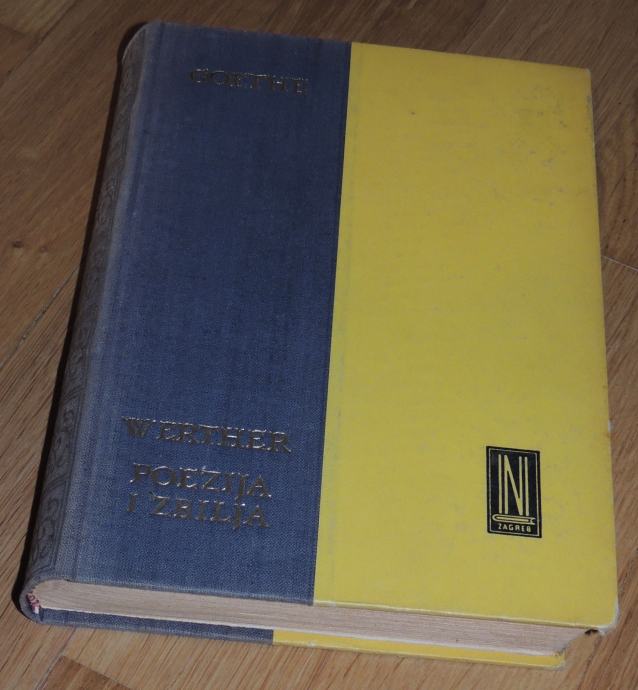 GOETHE
WERTHER
POEZIJA
I ZBILJA
NI
ZAGREB